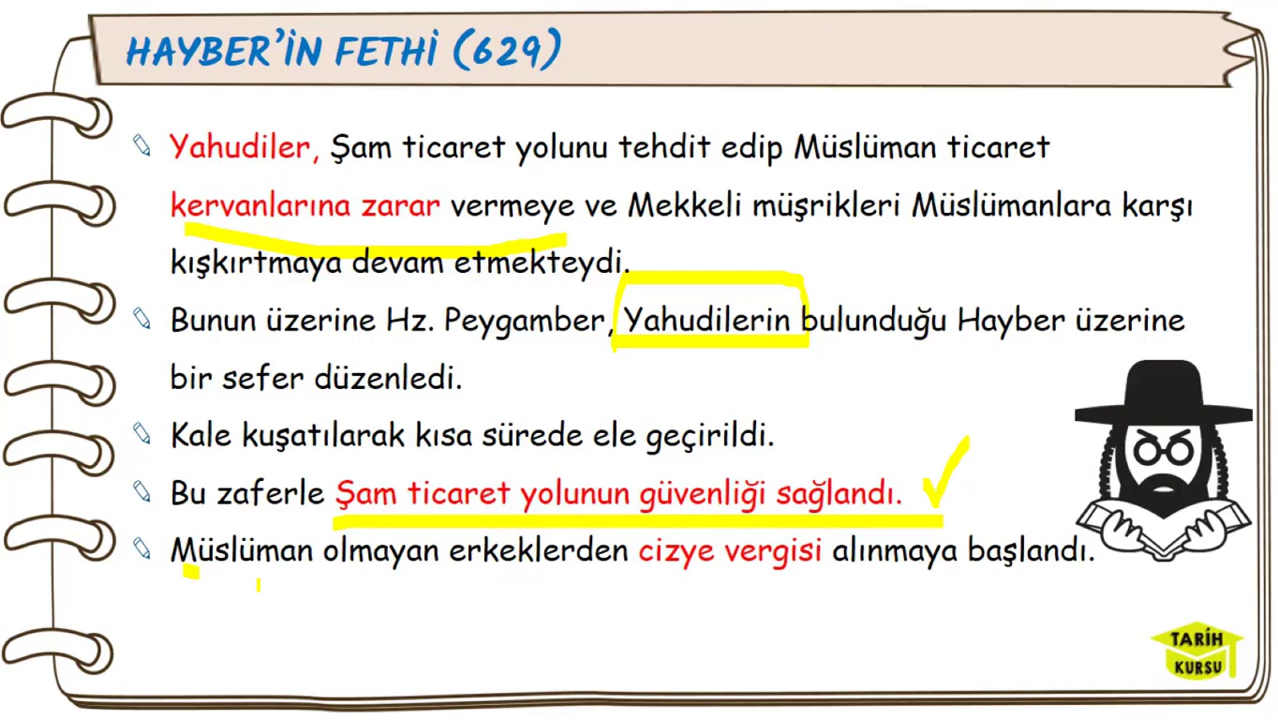 HAYBER’İN FETHİ (629)
Yahudiler, Şam ticaret yolunu tehdit edip Müslüman ticaret
kervanlarına zarar vermeye ve Mekkeli müşrikleri Müslümanlara karşı
kışkırtmaya devam etmekteydi.
Bunun üzerine Hz. Peygamber, Yahudilerin bulunduğu Hayber üzerine
bir sefer düzenledi.
Kale kuşatılarak kısa sürede ele geçirildi.
Bu zaferle Şam ticaret yolunun güvenliği sağlandı.
Müslüman olmayan erkeklerden cizye vergisi alınmaya başlandı.
TARİH
KURSU